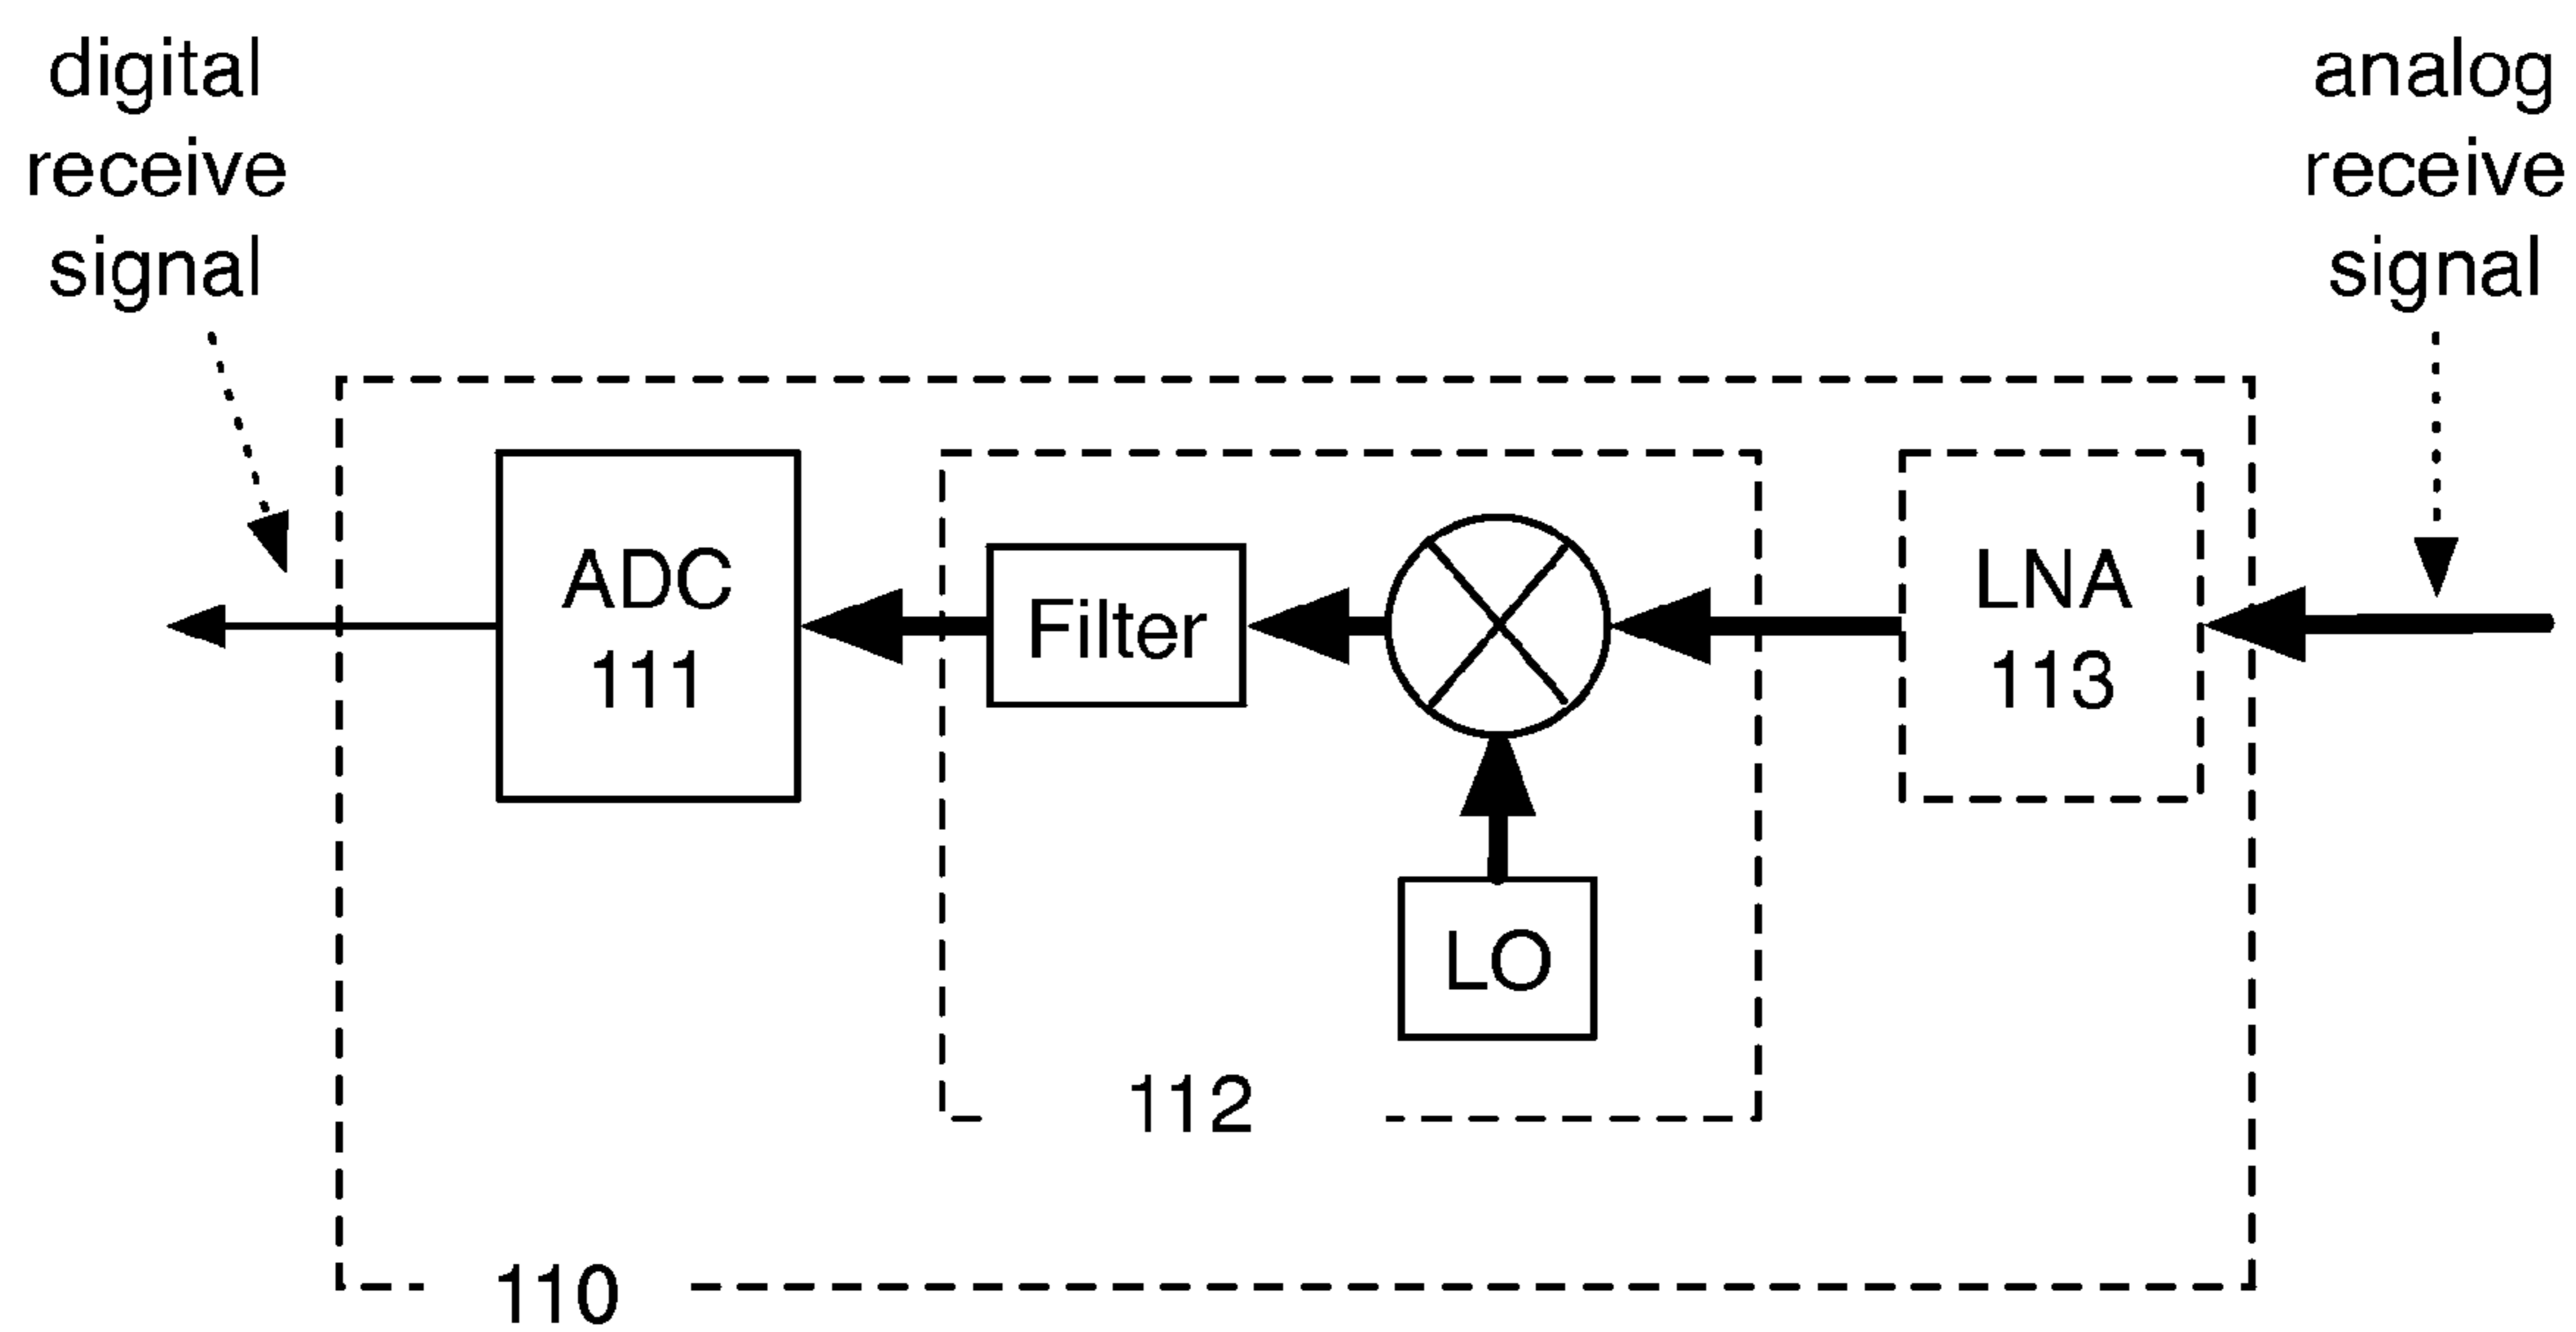 digital
receive
signal
analog
receive
signal
ADC
111
Filter
LNA
113
LO
112
110